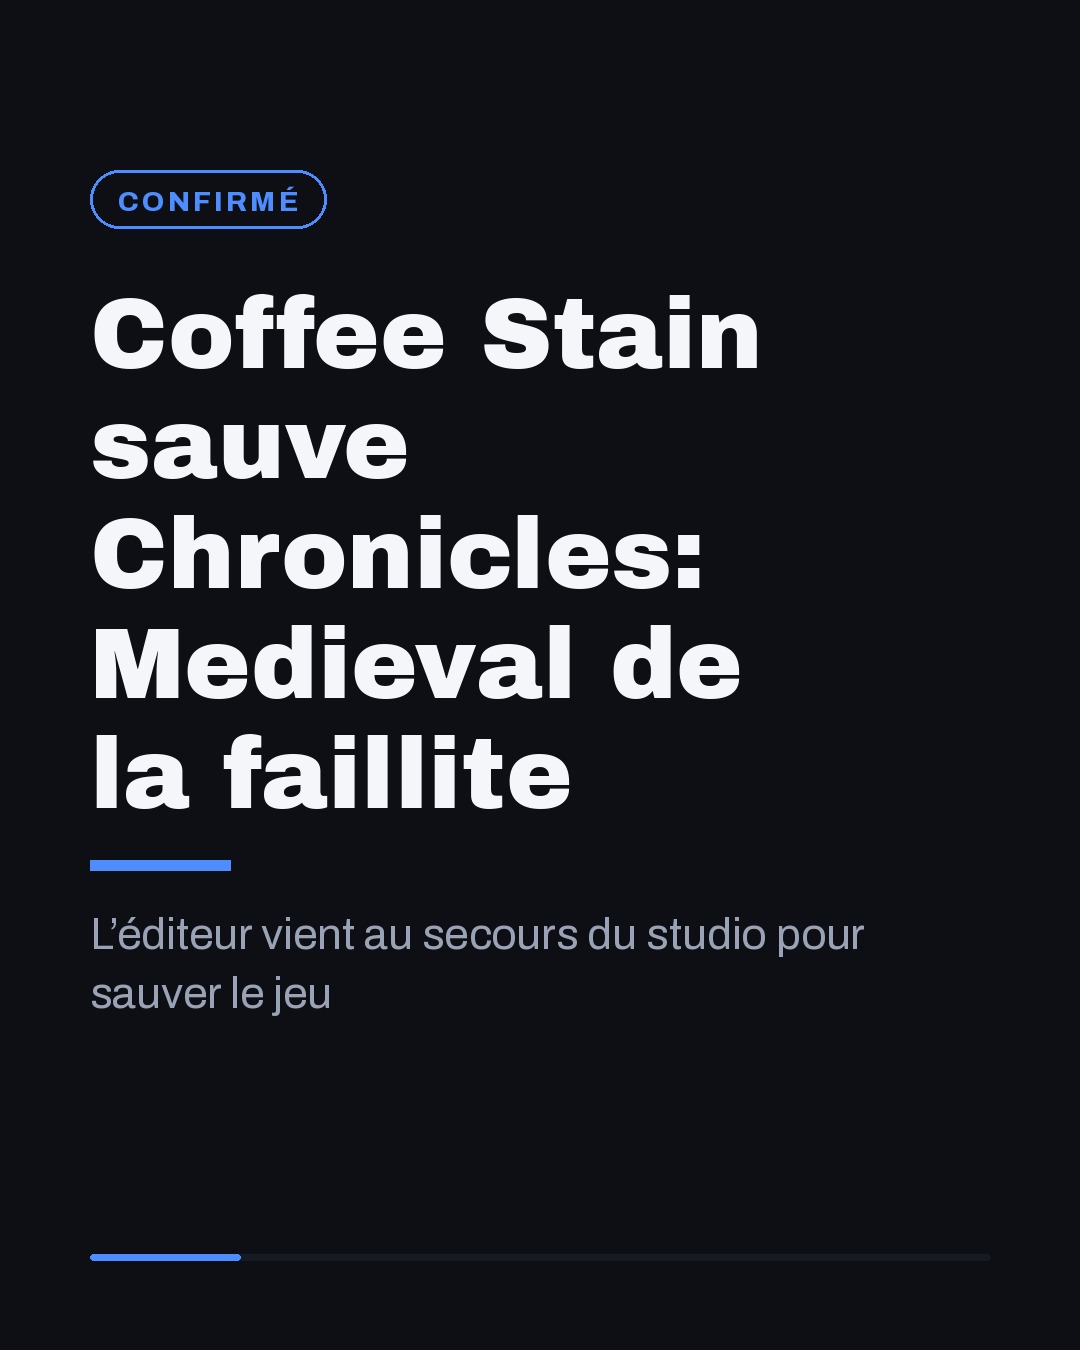 CONFIRMÉ
Coffee Stain
sauve
Chronicles:
Medieval de
la faillite
L’éditeur vient au secours du studio pour
sauver le jeu